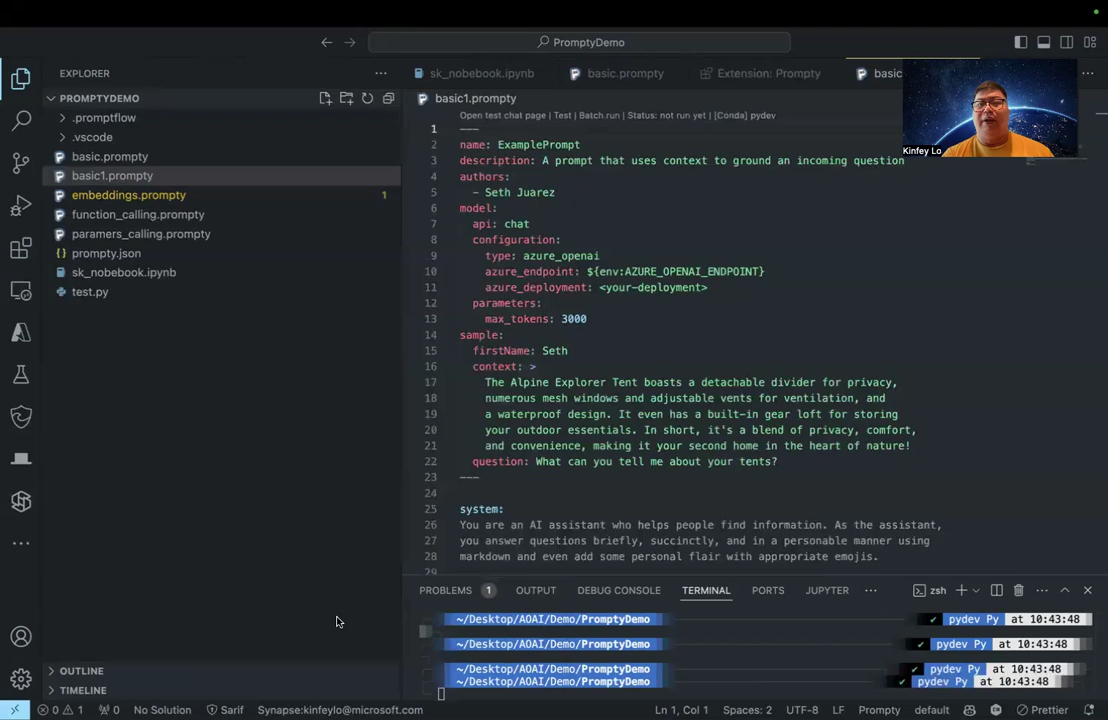 PromptyDemo
EXPLORER
PROMPTYDEMO
.promptflow
.vscode
basic.prompty
basic1.prompty
embeddings.prompty 1
function_calling.prompty
paramers_calling.prompty
prompty.json
sk_nobebook.ipynb
test.py
OUTLINE
TIMELINE
sk_nobebook.ipynb basic.prompty Extension: Prompty basic
basic1.prompty
Open test chat page | Test | Batch run | Status: not run yet | [Conda] pydev
1 ---
2 name: ExamplePrompt
3 description: A prompt that uses context to ground an incoming question
4 authors:
5 - Seth Juarez
6 model:
7 api: chat
8 configuration:
9 type: azure_openai
10 azure_endpoint: ${env:AZURE_OPENAI_ENDPOINT}
11 azure_deployment: <your-deployment>
12 parameters:
13 max_tokens: 3000
14 sample:
15 firstName: Seth
16 context: >
17 The Alpine Explorer Tent boasts a detachable divider for privacy,
18 numerous mesh windows and adjustable vents for ventilation, and
19 a waterproof design. It even has a built-in gear loft for storing
20 your outdoor essentials. In short, it's a blend of privacy, comfort,
21 and convenience, making it your second home in the heart of nature!
22 question: What can you tell me about your tents?
23 ---
24
25 system:
26 You are an AI assistant who helps people find information. As the assistant,
27 you answer questions briefly, succinctly, and in a personable manner using
28 markdown and even add some personal flair with appropriate emojis.
29
Kinfey Lo
PROBLEMS 1 OUTPUT DEBUG CONSOLE TERMINAL PORTS JUPYTER zsh
~/Desktop/AOAI/Demo/PromptyDemo ✓ pydev Py at 10:43:48
~/Desktop/AOAI/Demo/PromptyDemo ✓ pydev Py at 10:43:48
~/Desktop/AOAI/Demo/PromptyDemo ✓ pydev Py at 10:43:48
~/Desktop/AOAI/Demo/PromptyDemo ✓ pydev Py at 10:43:48
0 1 0 No Solution Sarif Synapse:kinfeylo@microsoft.com Ln 1, Col 1 Spaces: 2 UTF-8 LF Prompty default Prettier